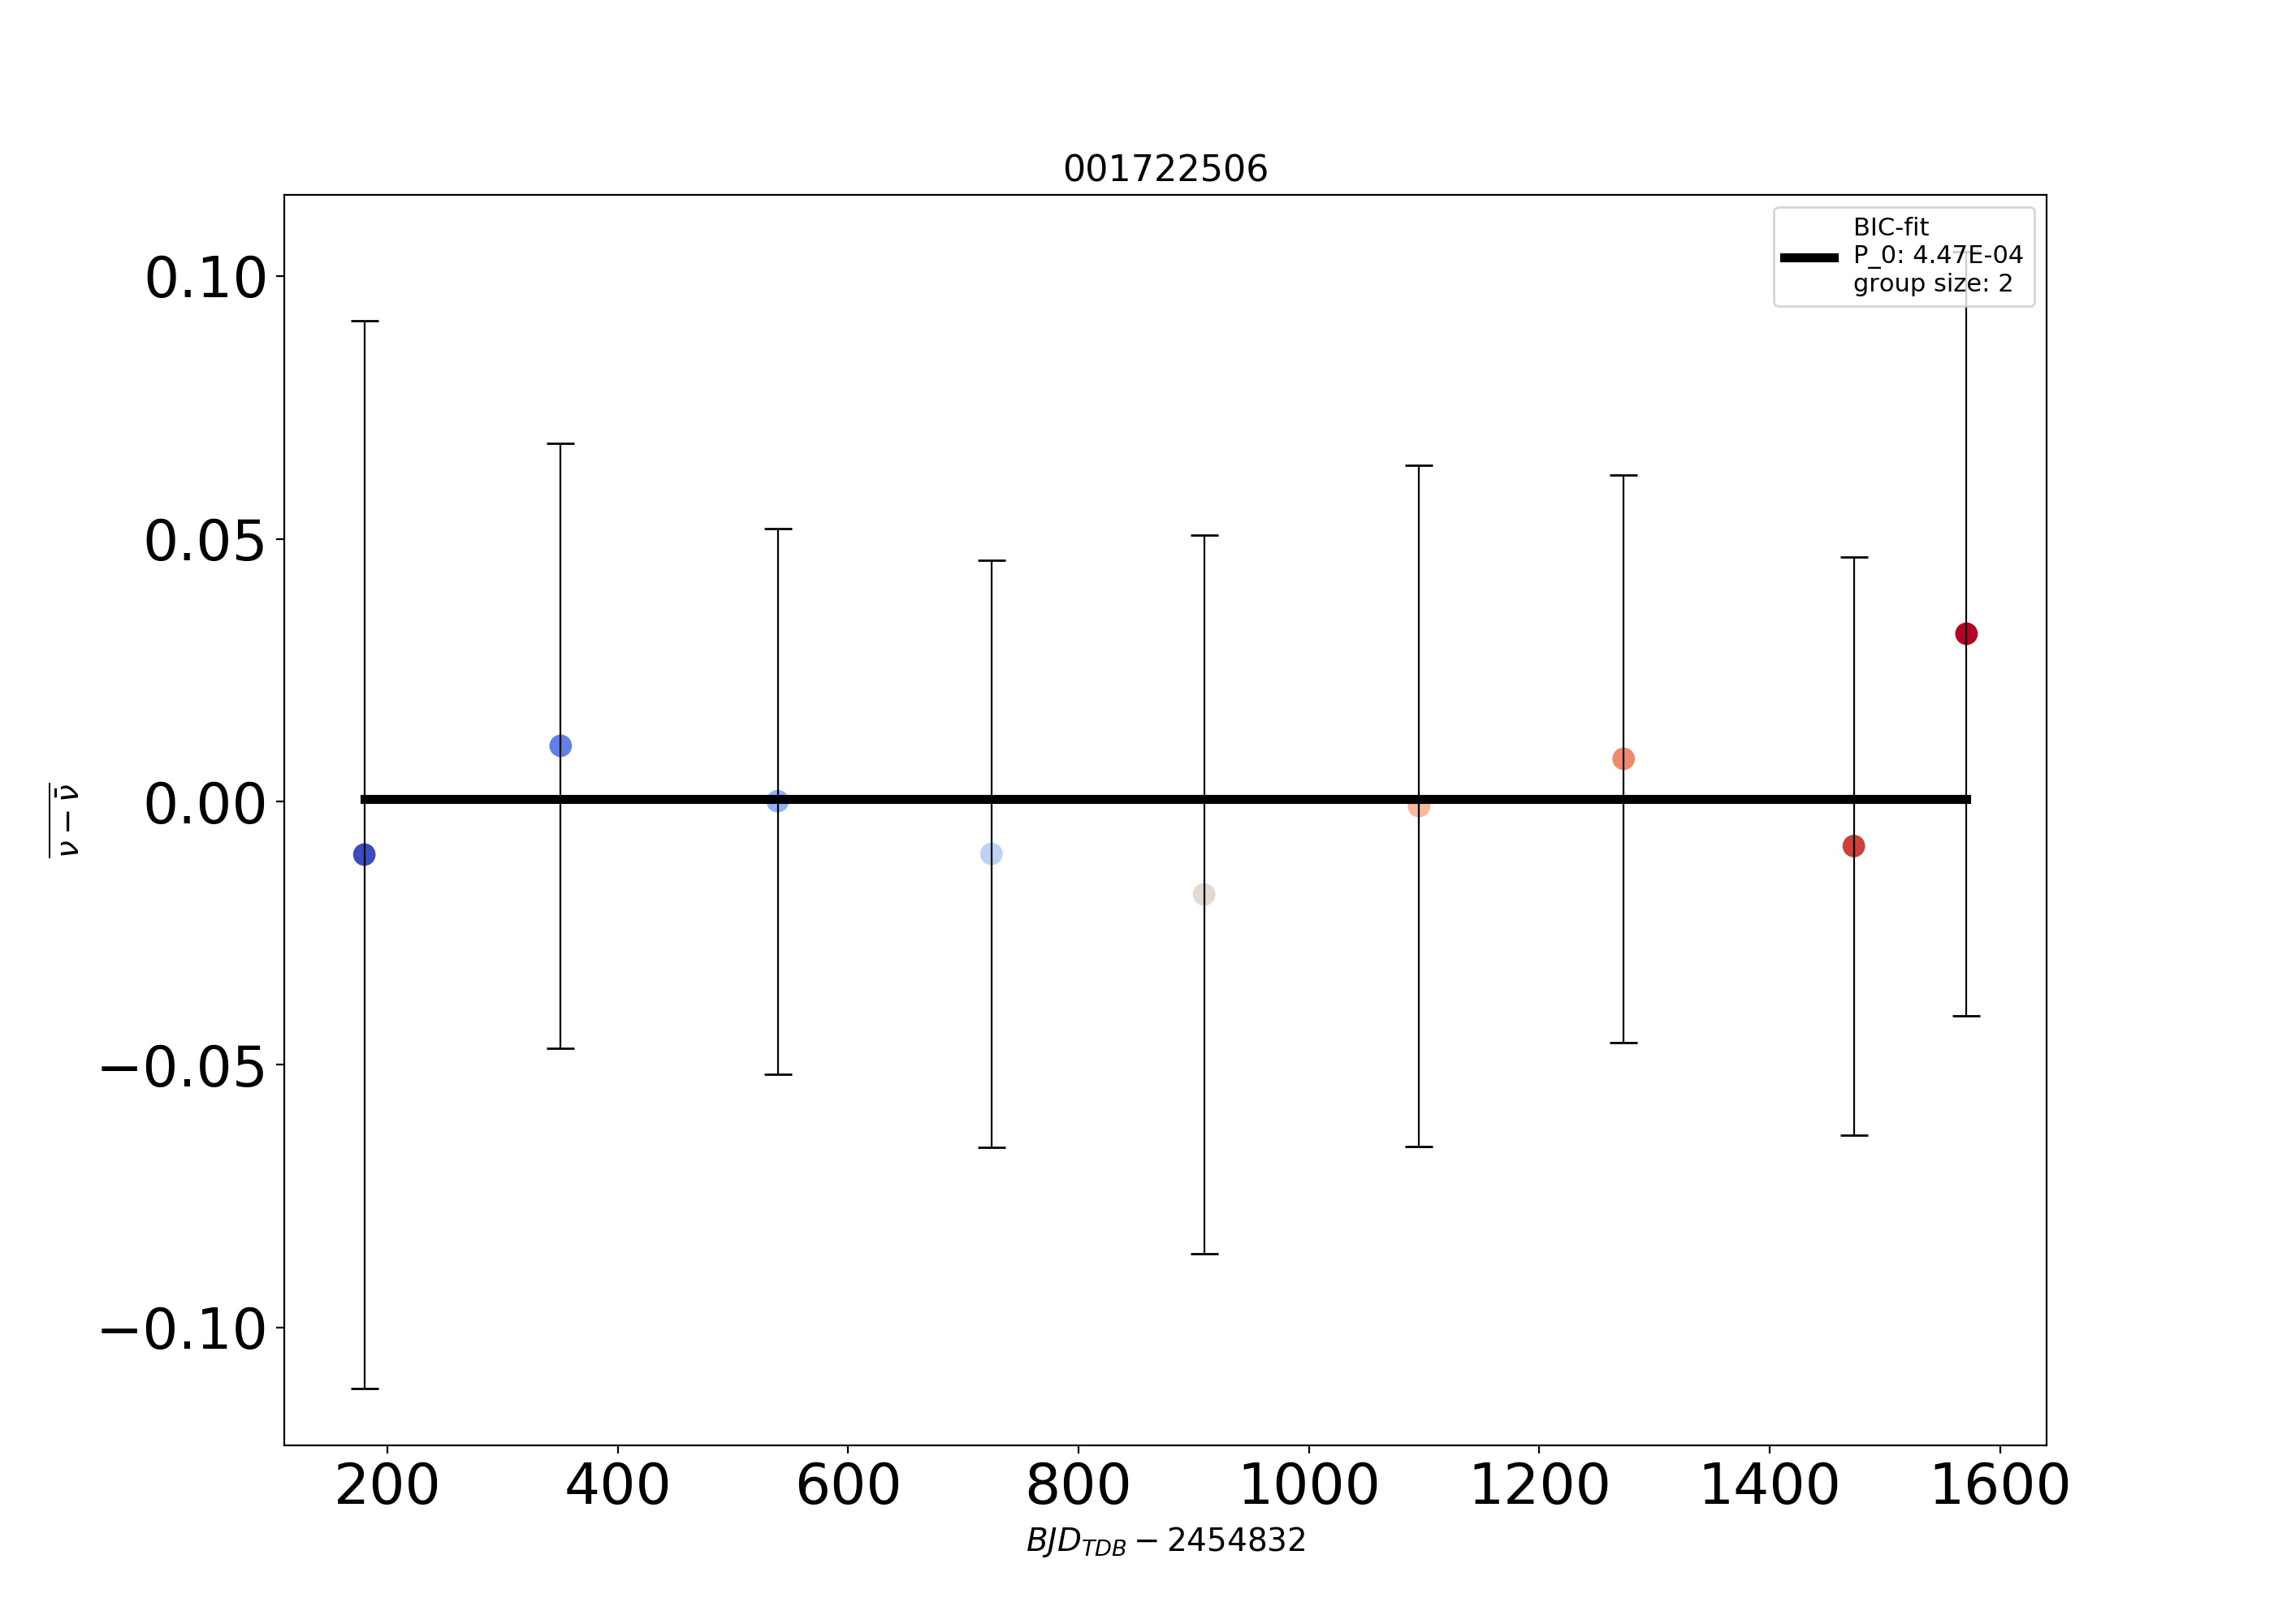 001722506
BIC-fit
P_0: 4.47E-04
group size: 2
0.10
0.05
0.00
−0.05
−0.10
ν − ν̄
200 400 600 800 1000 1200 1400 1600
BJD_TDB − 2454832